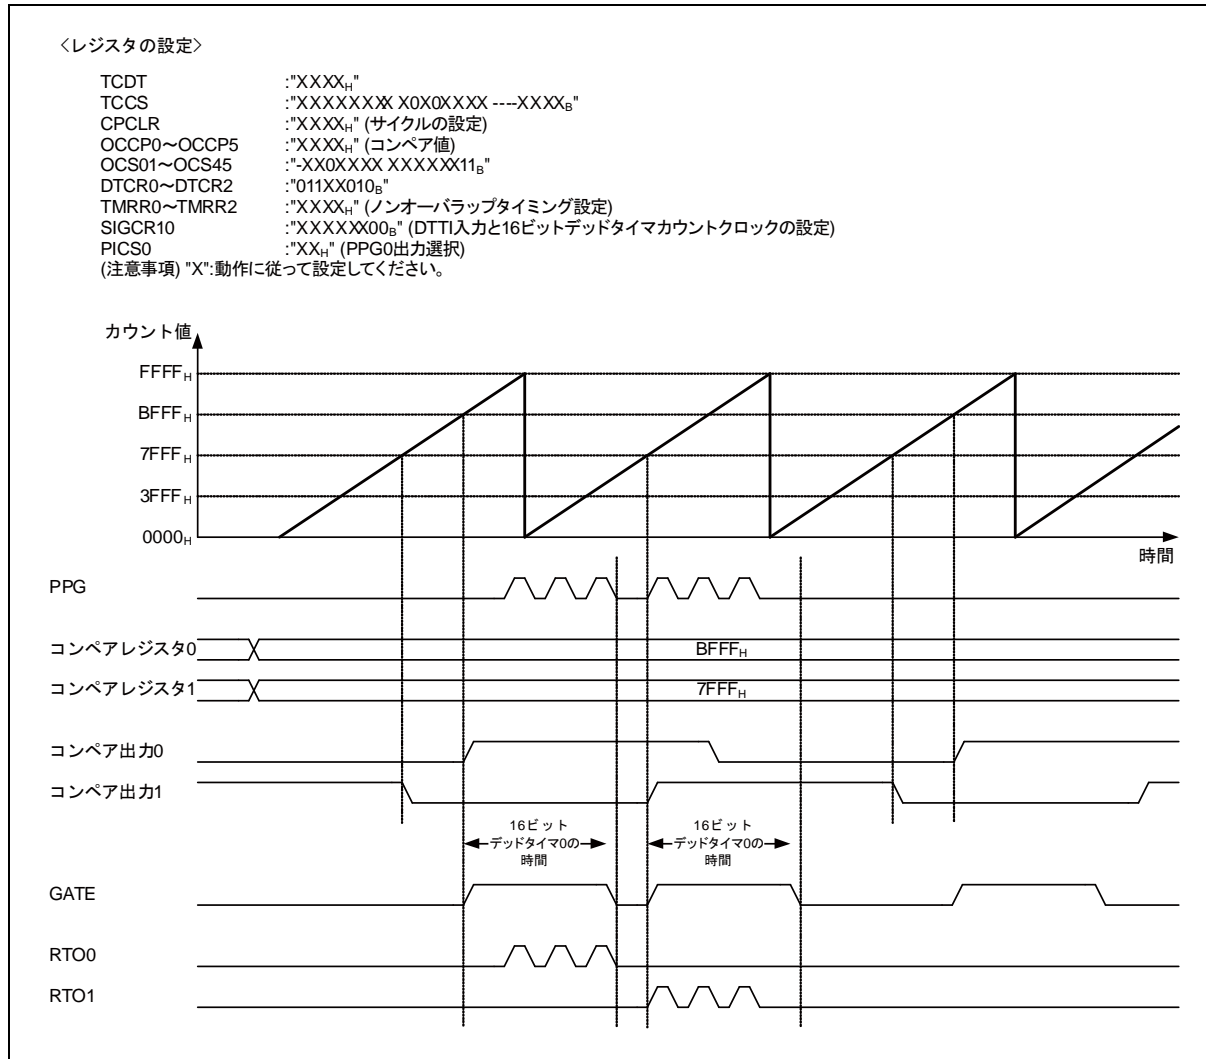 〈レジスタの設定〉
TCDT :"XXXXH"
TCCS :"XXXXXXXX X0X0XXXX ----XXXXB"
CPCLR :"XXXXH" (サイクルの設定)
OCCP0～OCCP5 :"XXXXH" (コンペア値)
OCS01～OCS45 :"-XX0XXXX XXXXXX11B"
DTCR0～DTCR2 :"011XX010B"
TMRR0～TMRR2 :"XXXXH" (ノンオーバラップタイミング設定)
SIGCR10 :"XXXXXX00B" (DTTI入力と16ビットデッドタイマカウントクロックの設定)
PICS0 :"XXH" (PPG0出力選択)
(注意事項) "X":動作に従って設定してください。
カウント値
FFFFH
BFFFH
7FFFH
3FFFH
0000H
時間
PPG
コンペアレジスタ0 BFFFH
コンペアレジスタ1 7FFFH
コンペア出力0
コンペア出力1
16ビット
デッドタイマ0の
時間
16ビット
デッドタイマ0の
時間
GATE
RTO0
RTO1